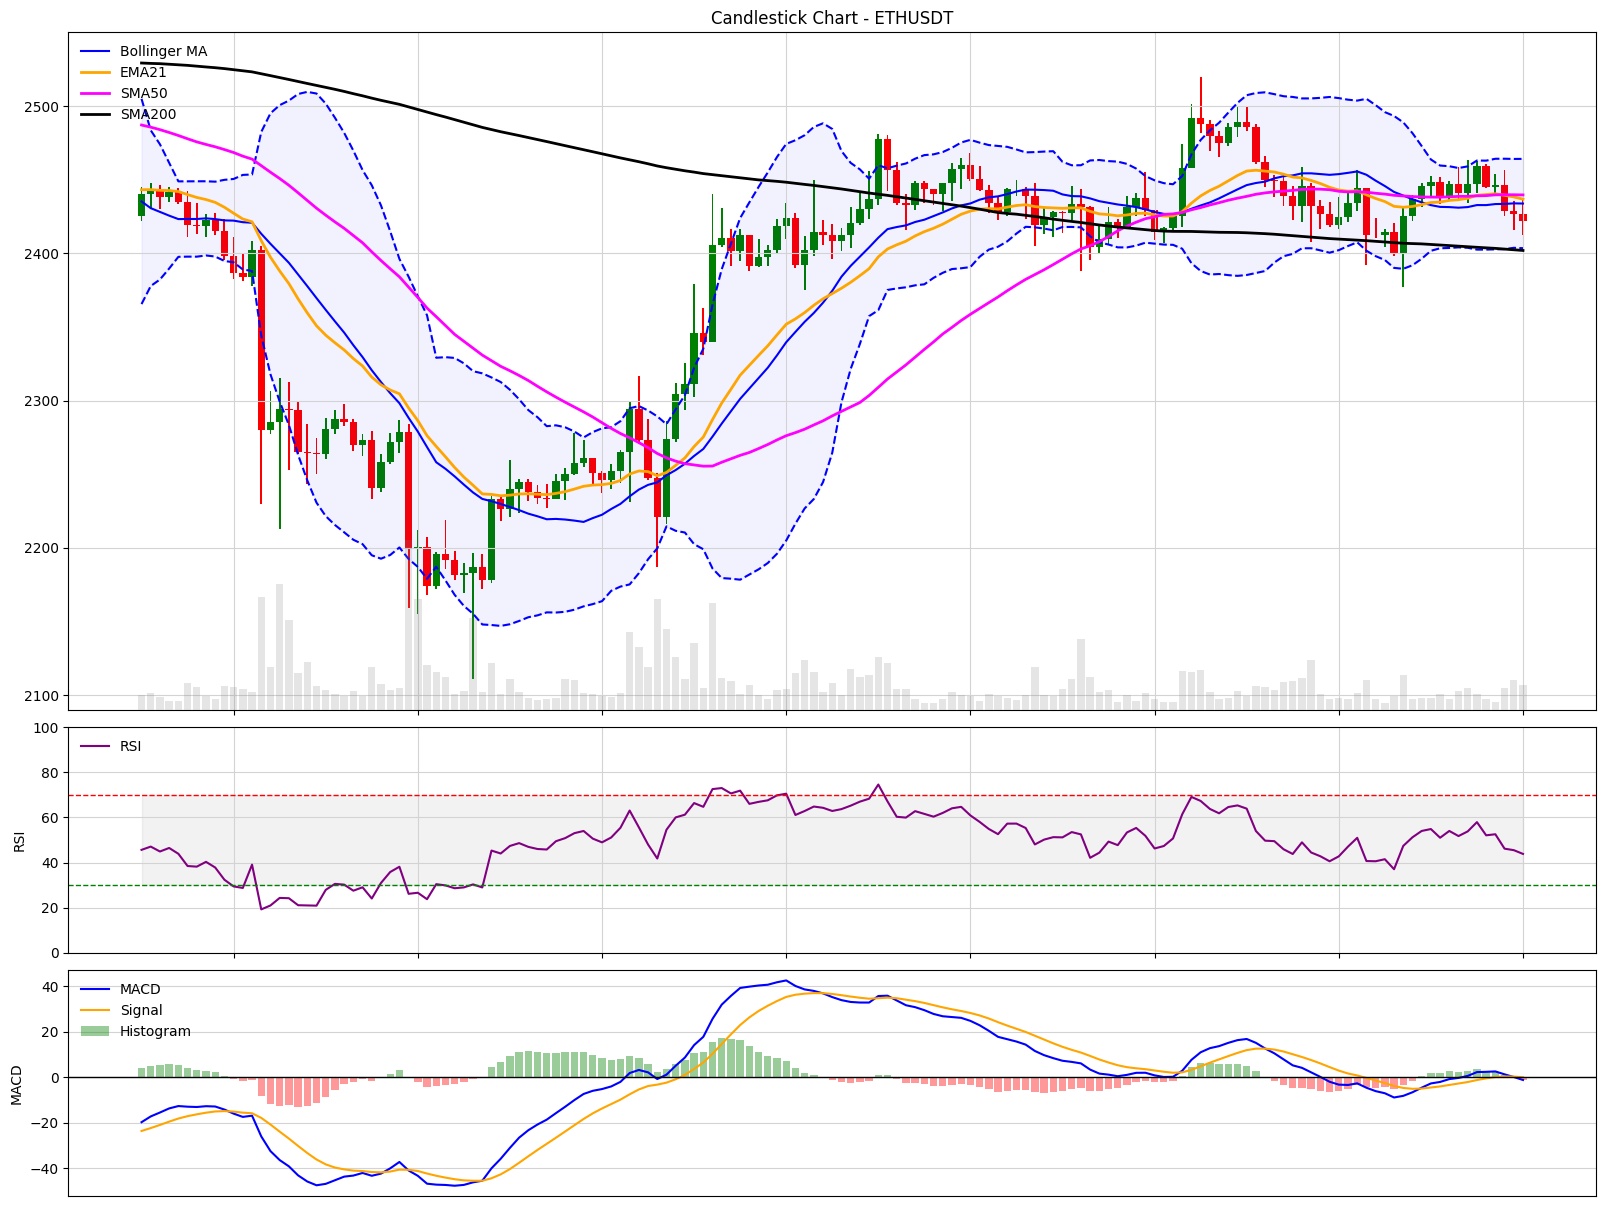 Candlestick Chart - ETHUSDT
Bollinger MA
EMA21
SMA50
SMA200
2500
2400
2300
2200
2100
RSI
RSI
100
80
60
40
20
0
MACD
Signal
Histogram
MACD
40
20
0
−20
−40